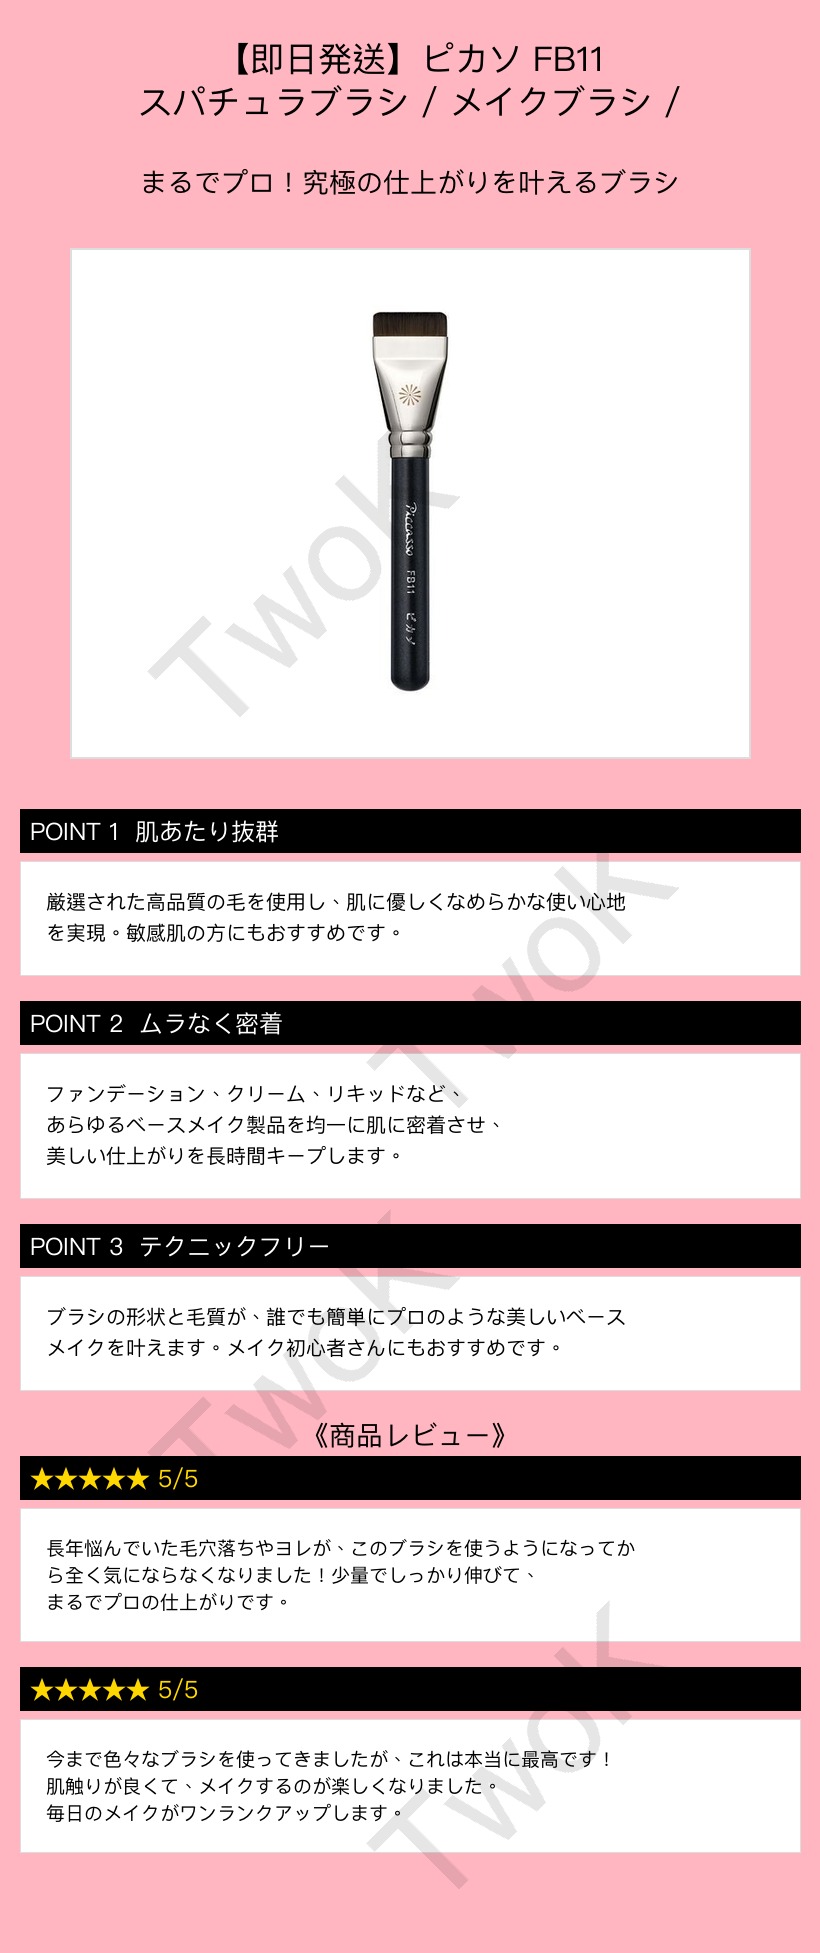 【即日発送】ピカソ FB11
スパチュラブラシ / メイクブラシ /
まるでプロ！究極の仕上がりを叶えるブラシ
Piccasso FB11 ピカソ
TwoK
POINT 1 肌あたり抜群
厳選された高品質の毛を使用し、肌に優しくなめらかな使い心地
を実現。敏感肌の方にもおすすめです。
TwoK
POINT 2 ムラなく密着
ファンデーション、クリーム、リキッドなど、
あらゆるベースメイク製品を均一に肌に密着させ、
美しい仕上がりを長時間キープします。
POINT 3 テクニックフリー
ブラシの形状と毛質が、誰でも簡単にプロのような美しいベース
メイクを叶えます。メイク初心者さんにもおすすめです。
TwoK
《商品レビュー》
★★★★★ 5/5
長年悩んでいた毛穴落ちやヨレが、このブラシを使うようになってか
ら全く気にならなくなりました！少量でしっかり伸びて、
まるでプロの仕上がりです。
★★★★★ 5/5
今まで色々なブラシを使ってきましたが、これは本当に最高です！
肌触りが良くて、メイクするのが楽しくなりました。
毎日のメイクがワンランクアップします。
TwoK